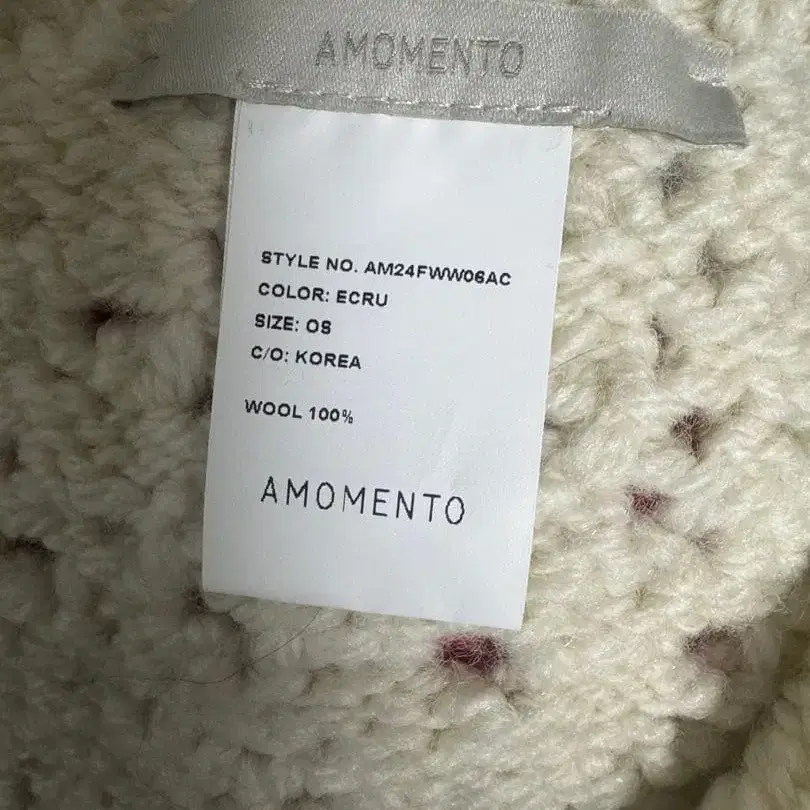 AMOMENTO
STYLE NO. AM24FWW06AC
COLOR: ECRU
SIZE: OS
C/O: KOREA
WOOL 100%
AMOMENTO